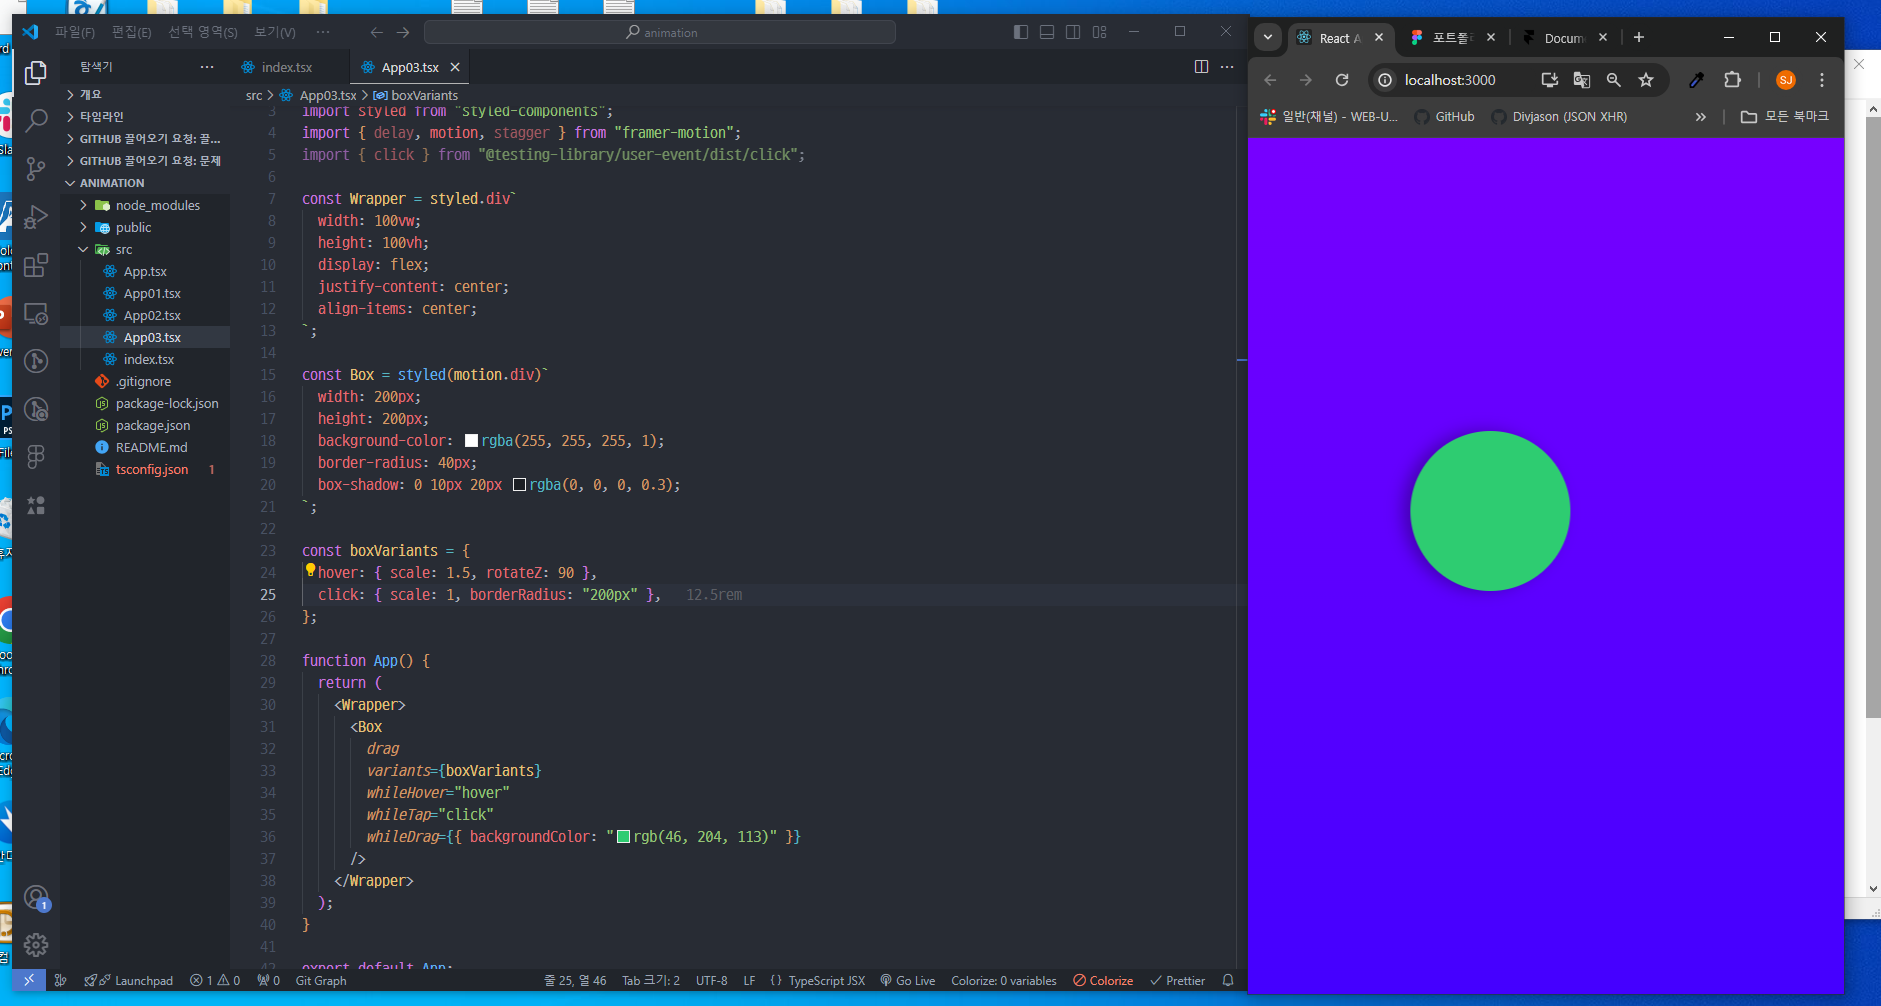 파일(F) 편집(E) 선택 영역(S) 보기(V) ···
animation
탐색기 ···
index.tsx
App03.tsx
개요
타임라인
GITHUB 끌어오기 요청: 끌...
GITHUB 끌어오기 요청: 문제
ANIMATION
node_modules
public
src
App.tsx
App01.tsx
App02.tsx
App03.tsx
index.tsx
.gitignore
package-lock.json
package.json
README.md
tsconfig.json 1
src > App03.tsx > boxVariants
3 import styled from "styled-components";
4 import { delay, motion, stagger } from "framer-motion";
5 import { click } from "@testing-library/user-event/dist/click";
6
7 const Wrapper = styled.div`
8 width: 100vw;
9 height: 100vh;
10 display: flex;
11 justify-content: center;
12 align-items: center;
13 `;
14
15 const Box = styled(motion.div)`
16 width: 200px;
17 height: 200px;
18 background-color: rgba(255, 255, 255, 1);
19 border-radius: 40px;
20 box-shadow: 0 10px 20px rgba(0, 0, 0, 0.3);
21 `;
22
23 const boxVariants = {
24 hover: { scale: 1.5, rotateZ: 90 },
25 click: { scale: 1, borderRadius: "200px" }, 12.5rem
26 };
27
28 function App() {
29 return (
30 <Wrapper>
31 <Box
32 drag
33 variants={boxVariants}
34 whileHover="hover"
35 whileTap="click"
36 whileDrag={{ backgroundColor: "rgb(46, 204, 113)" }}
37 />
38 </Wrapper>
39 );
40 }
41
42 export default App;
1
Launchpad 1 0 0 Git Graph 줄 25, 열 46 Tab 크기: 2 UTF-8 LF {} TypeScript JSX Go Live Colorize: 0 variables Colorize Prettier
React A
포트폴리
Docum
localhost:3000
SJ
일반(채널) - WEB-U... GitHub Divjason (JSON XHR) » 모든 북마크